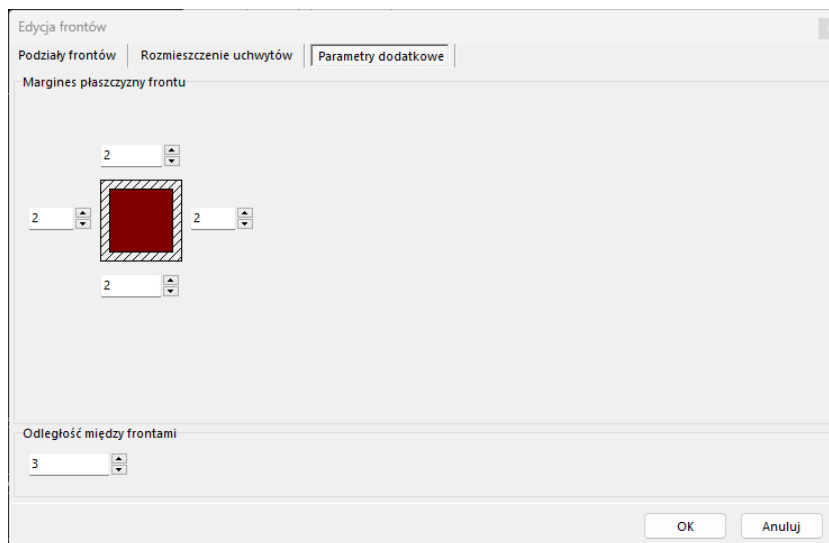 Edycja frontów
Podziały frontów Rozmieszczenie uchwytów Parametry dodatkowe
Margines płaszczyzny frontu
2
2 2
2
Odległość między frontami
3
OK Anuluj